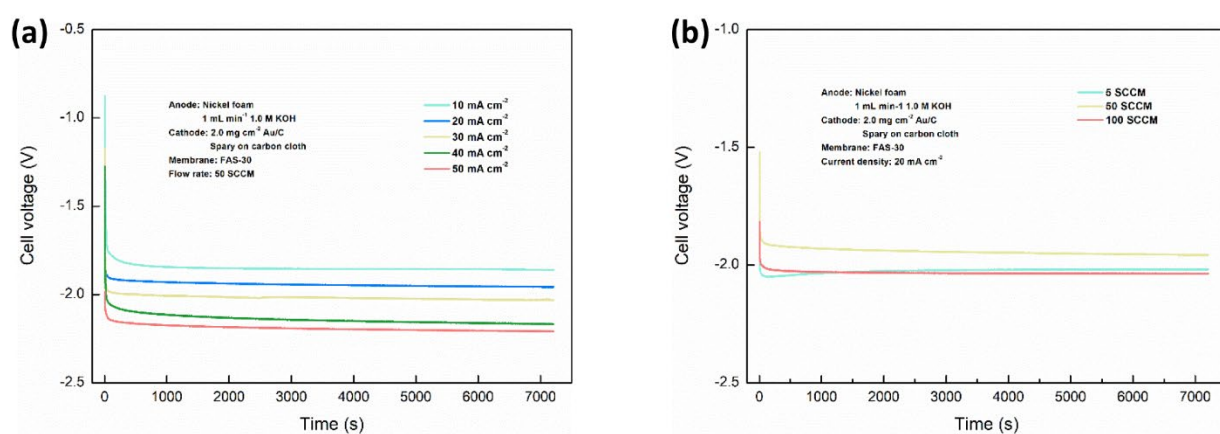 (a)
-0.5
-1.0
-1.5
-2.0
-2.5
Cell voltage (V)
Anode: Nickel foam
1 mL min⁻¹ 1.0 M KOH
Cathode: 2.0 mg cm⁻² Au/C
Spary on carbon cloth
Membrane: FAS-30
Flow rate: 50 SCCM
10 mA cm⁻²
20 mA cm⁻²
30 mA cm⁻²
40 mA cm⁻²
50 mA cm⁻²
0 1000 2000 3000 4000 5000 6000 7000
Time (s)
(b)
-1.0
-1.5
-2.0
-2.5
Cell voltage (V)
Anode: Nickel foam
1 mL min-1 1.0 M KOH
Cathode: 2.0 mg cm⁻² Au/C
Spary on carbon cloth
Membrane: FAS-30
Current density: 20 mA cm⁻²
5 SCCM
50 SCCM
100 SCCM
0 1000 2000 3000 4000 5000 6000 7000
Time (s)